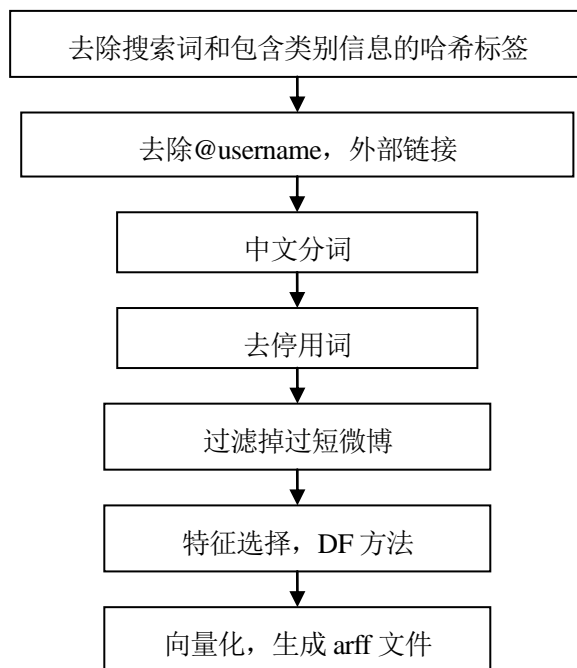 去除搜索词和包含类别信息的哈希标签
去除@username，外部链接
中文分词
去停用词
过滤掉过短微博
特征选择，DF 方法
向量化，生成 arff 文件